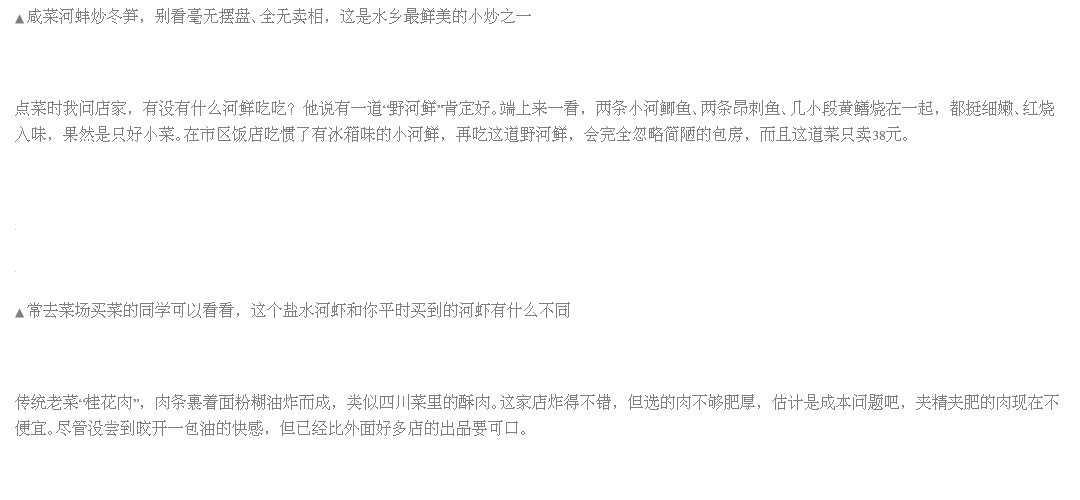 ▲咸菜河蚌炒冬笋，别看毫无摆盘、全无卖相，这是水乡最鲜美的小炒之一
点菜时我问店家，有没有什么河鲜吃吃？他说有一道“野河鲜”肯定好。端上来一看，两条小河鲫鱼、两条昂刺鱼、几小段黄鳝烧在一起，都挺细嫩、红烧
入味，果然是只好小菜。在市区饭店吃惯了有冰箱味的小河鲜，再吃这道野河鲜，会完全忽略简陋的包房，而且这道菜只卖38元。
▲常去菜场买菜的同学可以看看，这个盐水河虾和你平时买到的河虾有什么不同
传统老菜“桂花肉”，肉条裹着面粉糊油炸而成，类似四川菜里的酥肉。这家店炸得不错，但选的肉不够肥厚，估计是成本问题吧，夹精夹肥的肉现在不
便宜。尽管没尝到咬开一包油的快感，但已经比外面好多店的出品要可口。